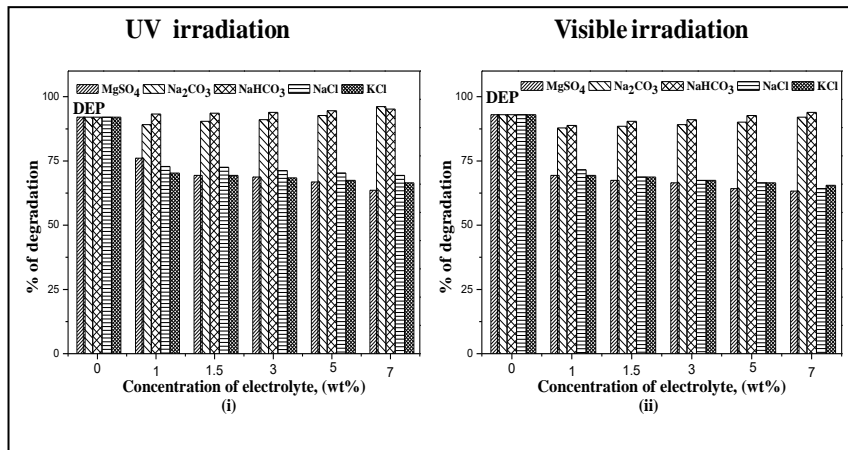 UV irradiation
DEP
MgSO₄ Na₂CO₃ NaHCO₃ NaCl KCl
100
75
50
25
0
% of degradation
0 1 1.5 3 5 7
Concentration of electrolyte, (wt%)
(i)
Visible irradiation
DEP
MgSO₄ Na₂CO₃ NaHCO₃ NaCl KCl
100
75
50
25
0
% of degradation
0 1 1.5 3 5 7
Concentration of electrolyte, (wt%)
(ii)